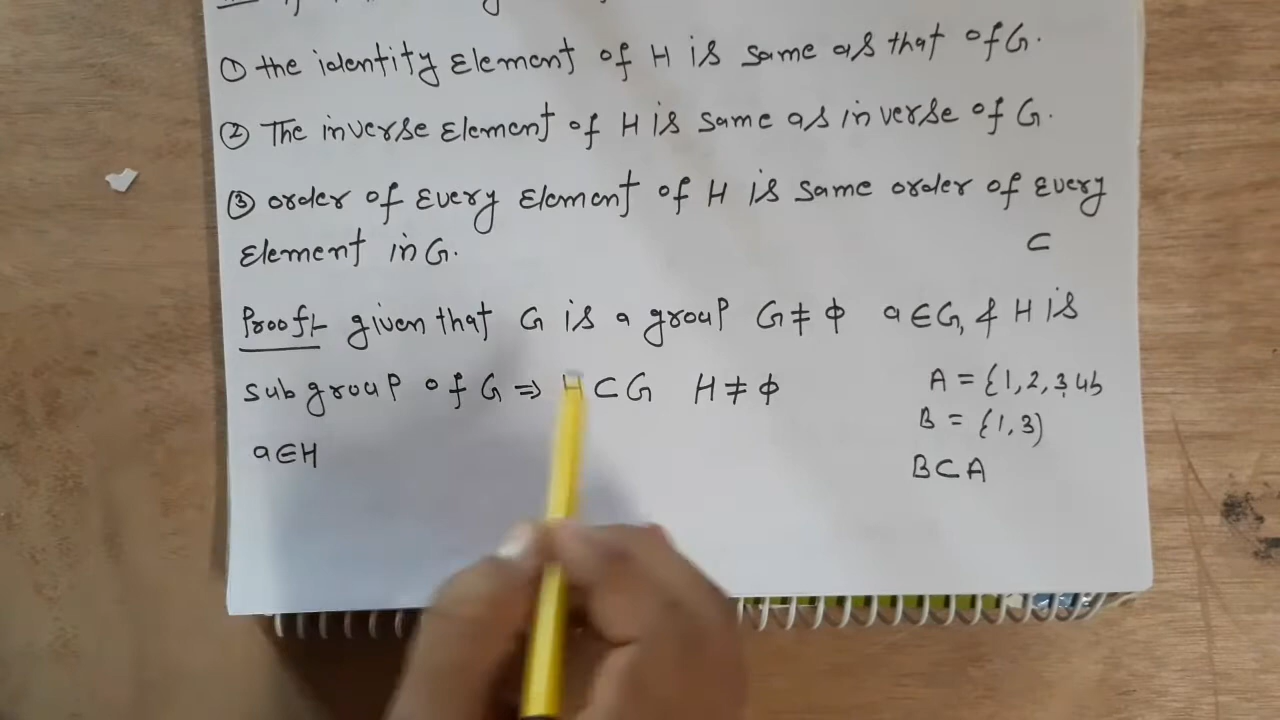 ① the identity Element of H is same as that of G.
② The inverse Element of H is same as inverse of G.
③ order of Every Element of H is same order of Every
Element in G.
⊂
Proof:- given that G is a group G ≠ ϕ a ∈ G, & H is
subgroup of G ⇒ H ⊂ G H ≠ ϕ
a ∈ H
A = {1, 2, 3, 4}
B = {1, 3}
B ⊂ A